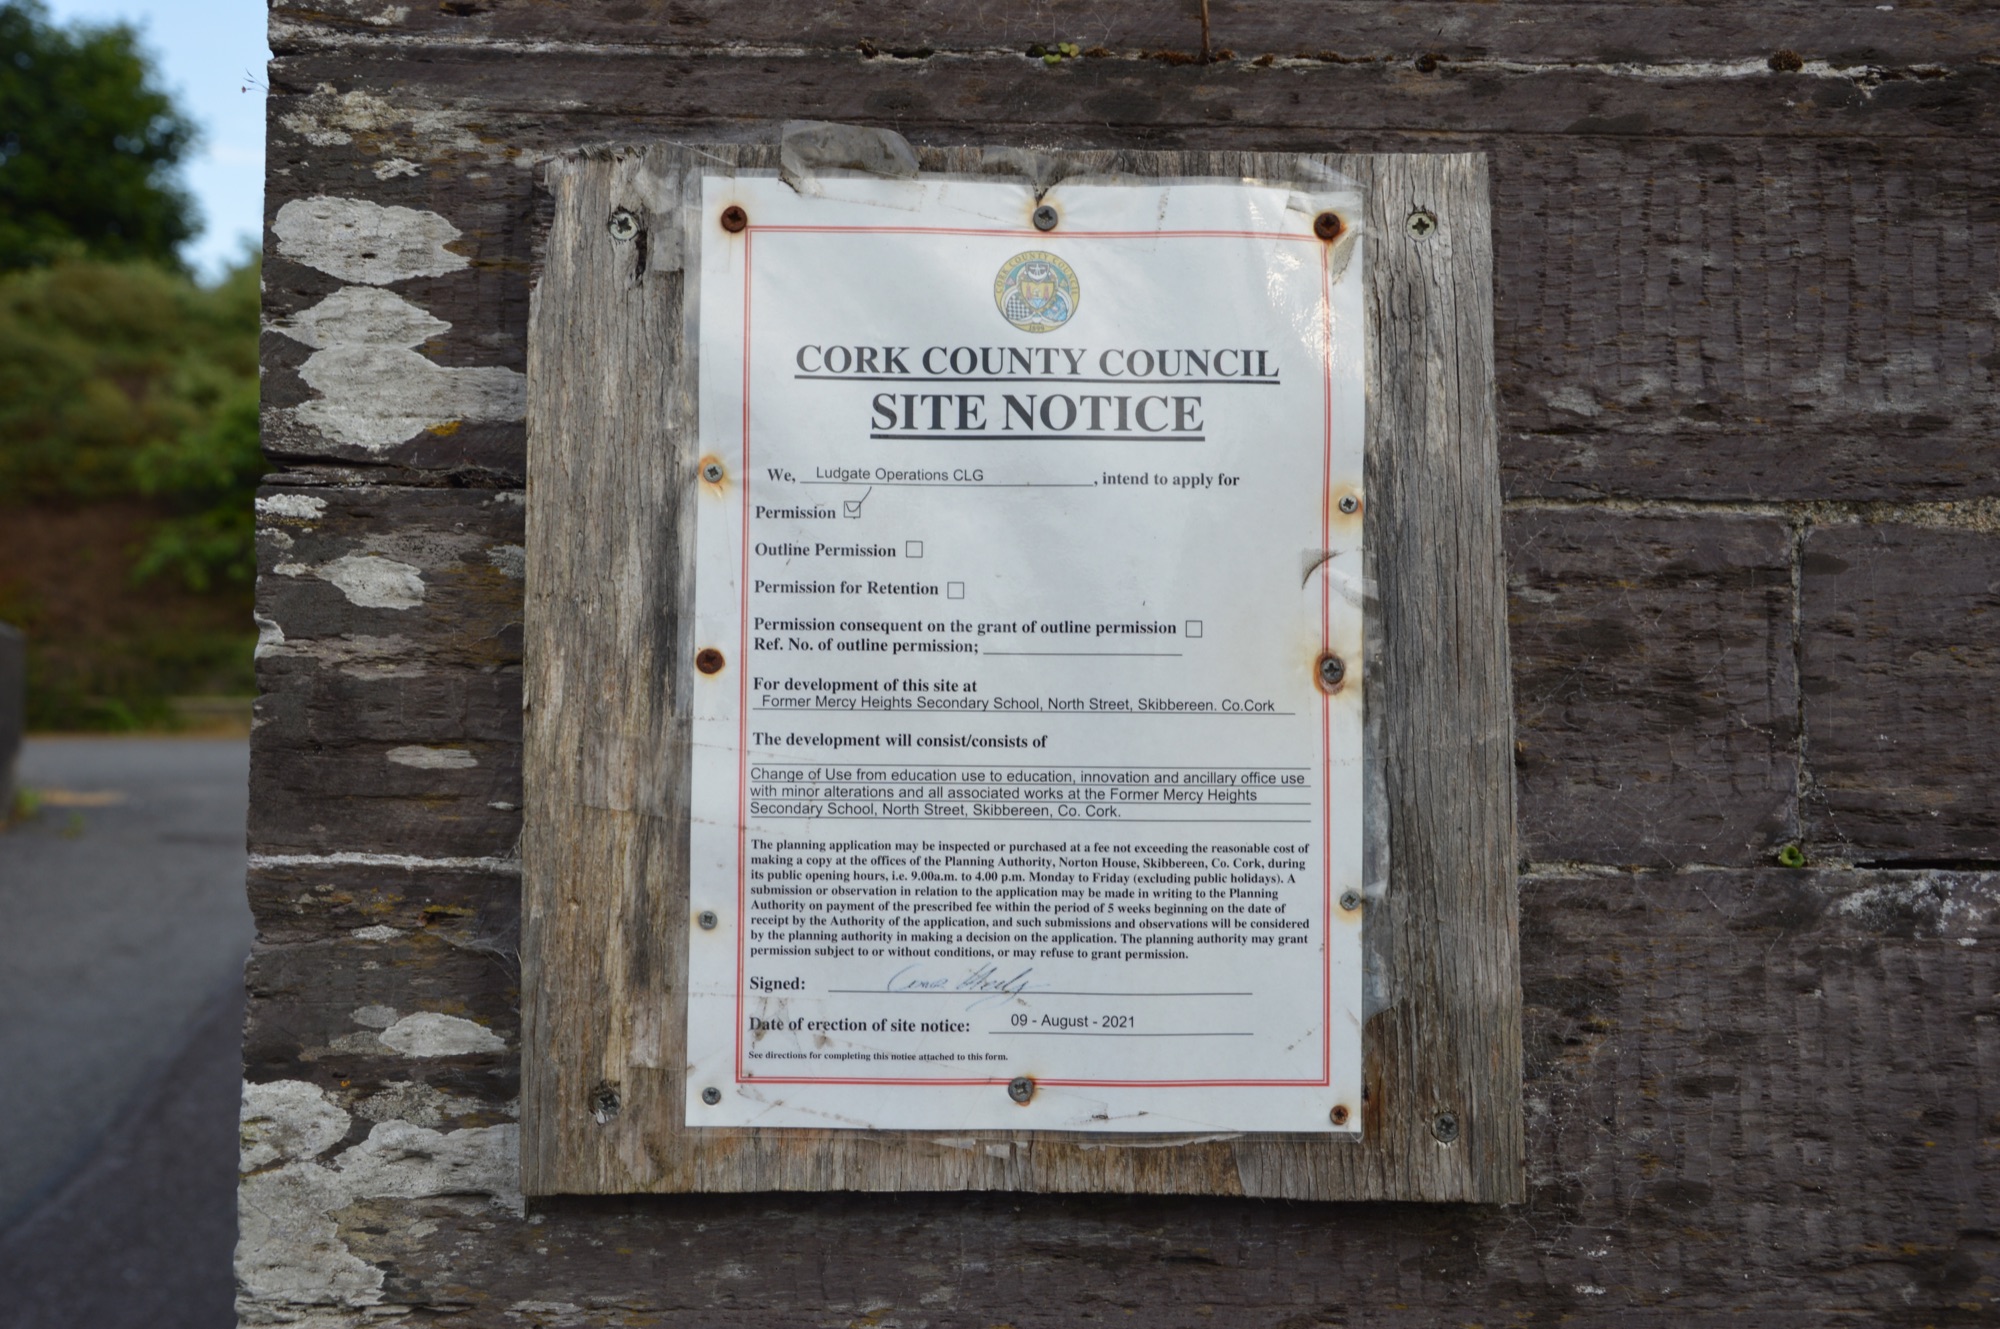 CORK COUNTY COUNCIL
CORK COUNTY COUNCIL
SITE NOTICE
We, Ludgate Operations CLG, intend to apply for
Permission
Outline Permission
Permission for Retention
Permission consequent on the grant of outline permission
Ref. No. of outline permission;
For development of this site at
Former Mercy Heights Secondary School, North Street, Skibbereen. Co.Cork
The development will consist/consists of
Change of Use from education use to education, innovation and ancillary office use
with minor alterations and all associated works at the Former Mercy Heights
Secondary School, North Street, Skibbereen, Co. Cork.
The planning application may be inspected or purchased at a fee not exceeding the reasonable cost of
making a copy at the offices of the Planning Authority, Norton House, Skibbereen, Co. Cork, during
its public opening hours, i.e. 9.00a.m. to 4.00 p.m. Monday to Friday (excluding public holidays). A
submission or observation in relation to the application may be made in writing to the Planning
Authority on payment of the prescribed fee within the period of 5 weeks beginning on the date of
receipt by the Authority of the application, and such submissions and observations will be considered
by the planning authority in making a decision on the application. The planning authority may grant
permission subject to or without conditions, or may refuse to grant permission.
Signed:
Date of erection of site notice: 09 - August - 2021
See directions for completing this notice attached to this form.